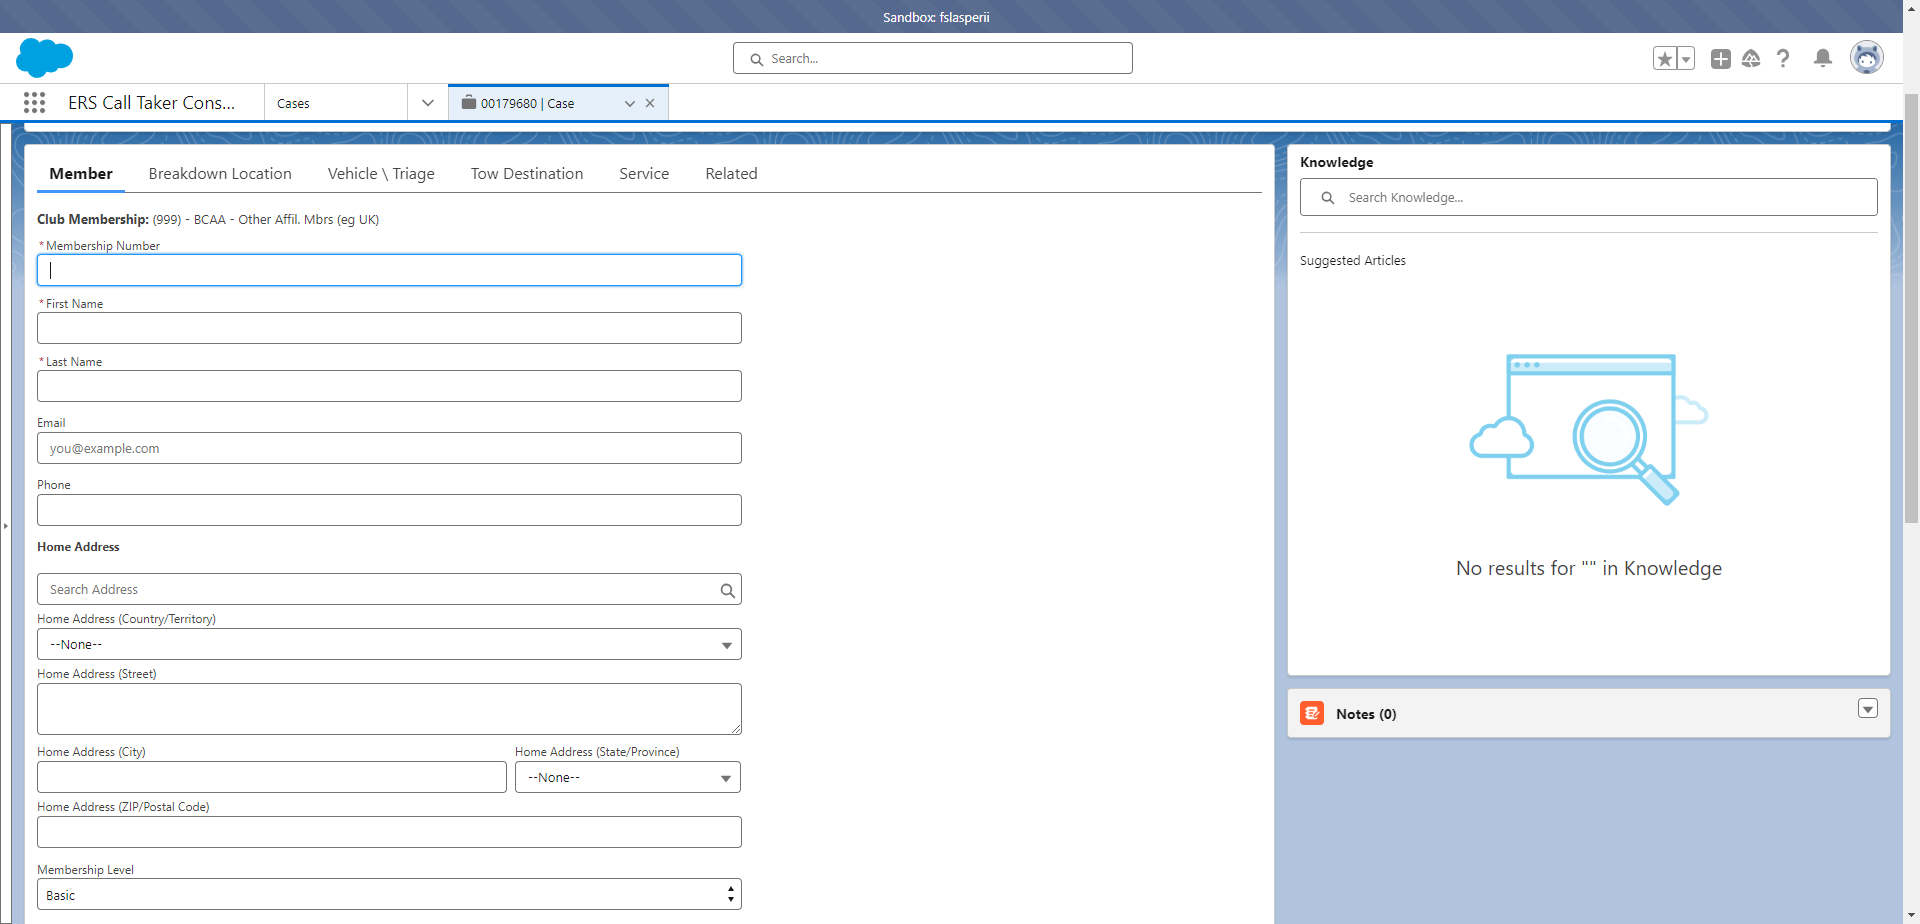 Sandbox: fslasperii
Search...
ERS Call Taker Cons...
Cases
00179680 | Case
Member
Breakdown Location
Vehicle \ Triage
Tow Destination
Service
Related
Club Membership: (999) - BCAA - Other Affil. Mbrs (eg UK)
*Membership Number
*First Name
*Last Name
Email
you@example.com
Phone
Home Address
Search Address
Home Address (Country/Territory)
--None--
Home Address (Street)
Home Address (City)
Home Address (State/Province)
--None--
Home Address (ZIP/Postal Code)
Membership Level
Basic
Knowledge
Search Knowledge...
Suggested Articles
No results for "" in Knowledge
Notes (0)